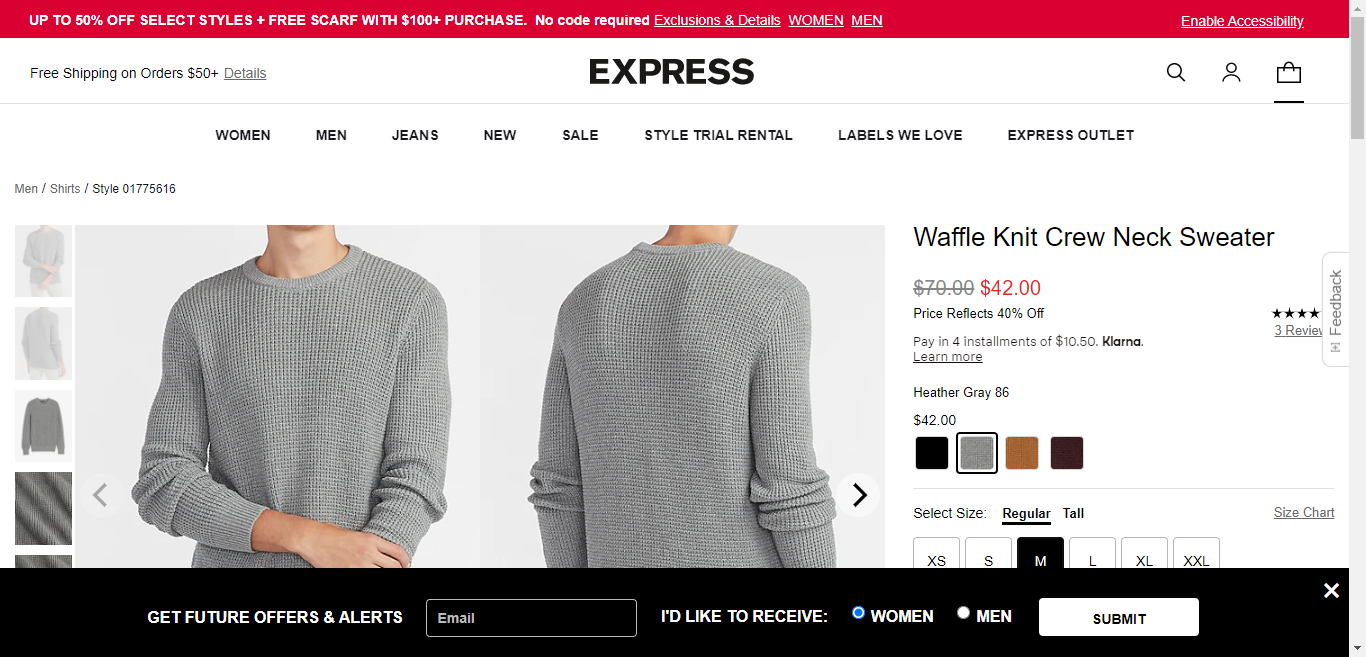 UP TO 50% OFF SELECT STYLES + FREE SCARF WITH $100+ PURCHASE. No code required Exclusions & Details WOMEN MEN
Enable Accessibility
Free Shipping on Orders $50+ Details
EXPRESS
WOMEN MEN JEANS NEW SALE STYLE TRIAL RENTAL LABELS WE LOVE EXPRESS OUTLET
Men / Shirts / Style 01775616
Waffle Knit Crew Neck Sweater
$70.00 $42.00
Price Reflects 40% Off
3 Review
Feedback
Pay in 4 installments of $10.50. Klarna.
Learn more
Heather Gray 86
$42.00
Select Size: Regular Tall Size Chart
XS S M L XL XXL
GET FUTURE OFFERS & ALERTS Email I'D LIKE TO RECEIVE: WOMEN MEN SUBMIT